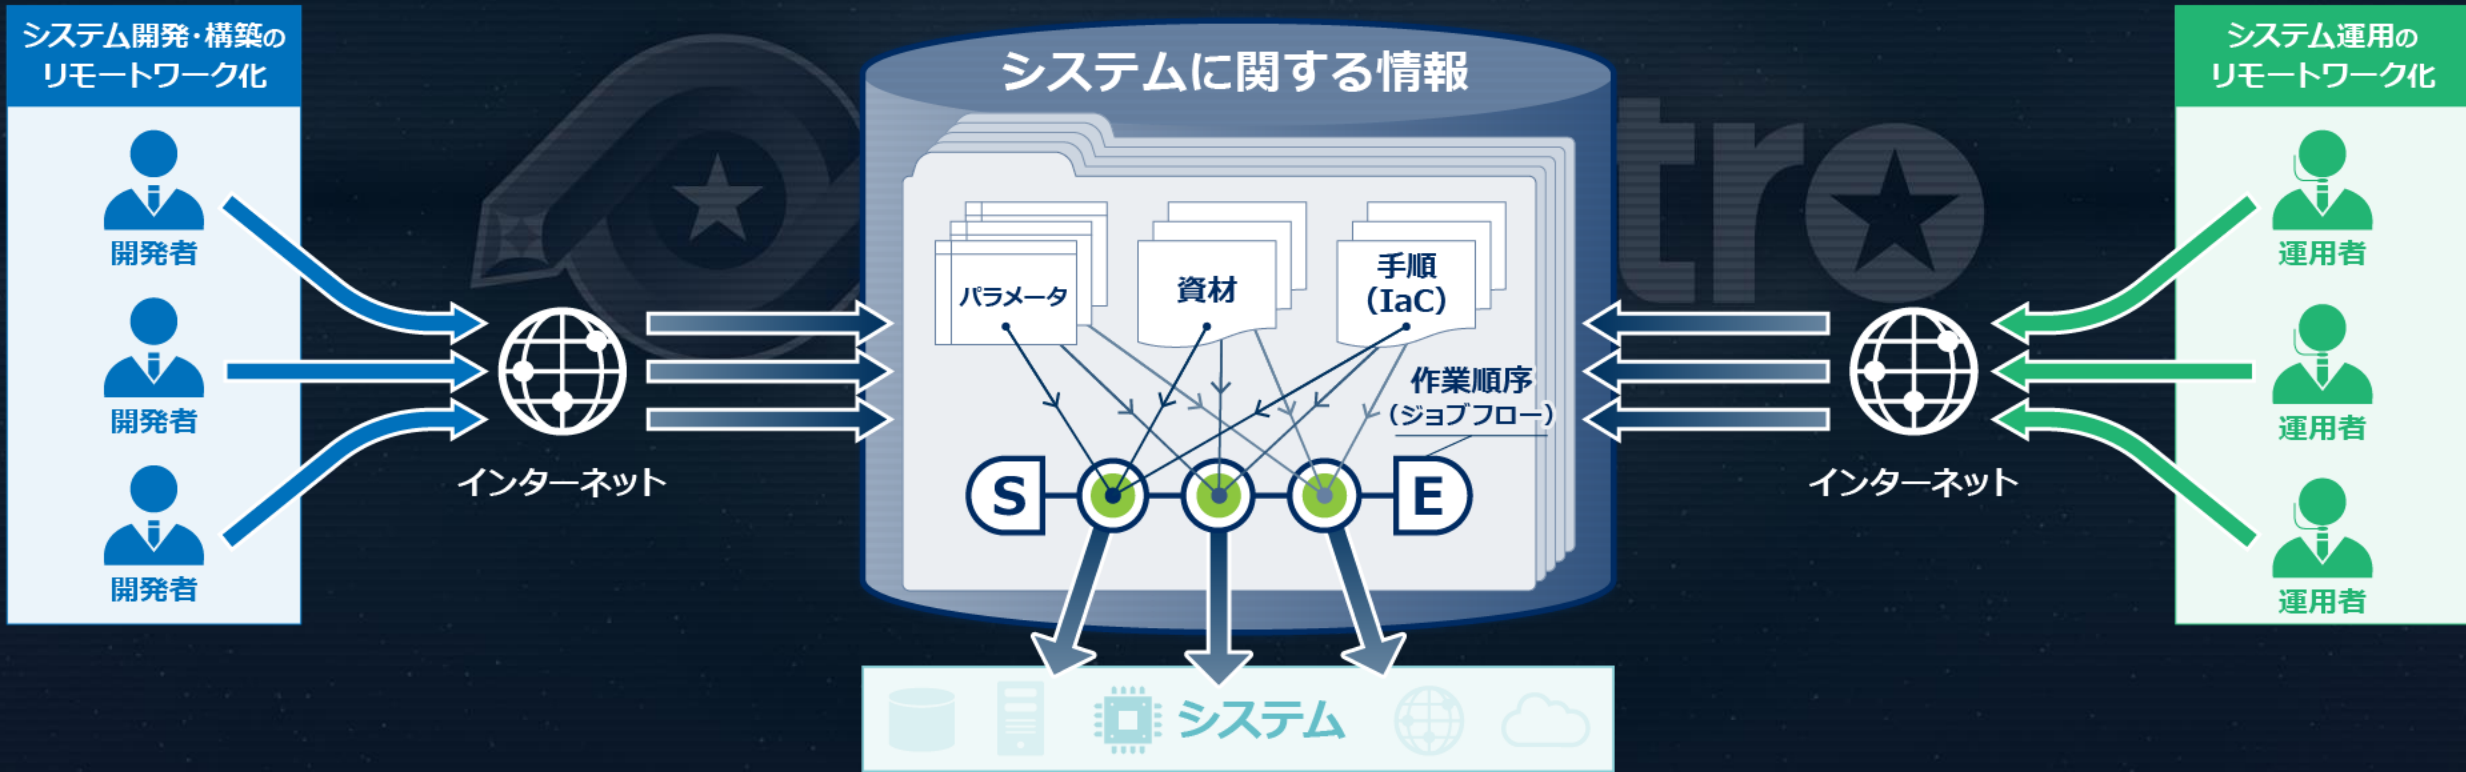 システム開発・構築の
リモートワーク化
開発者
開発者
開発者
インターネット
システムに関する情報
パラメータ
資材
手順
(IaC)
作業順序
(ジョブフロー)
S
E
システム
tr
インターネット
システム運用の
リモートワーク化
運用者
運用者
運用者